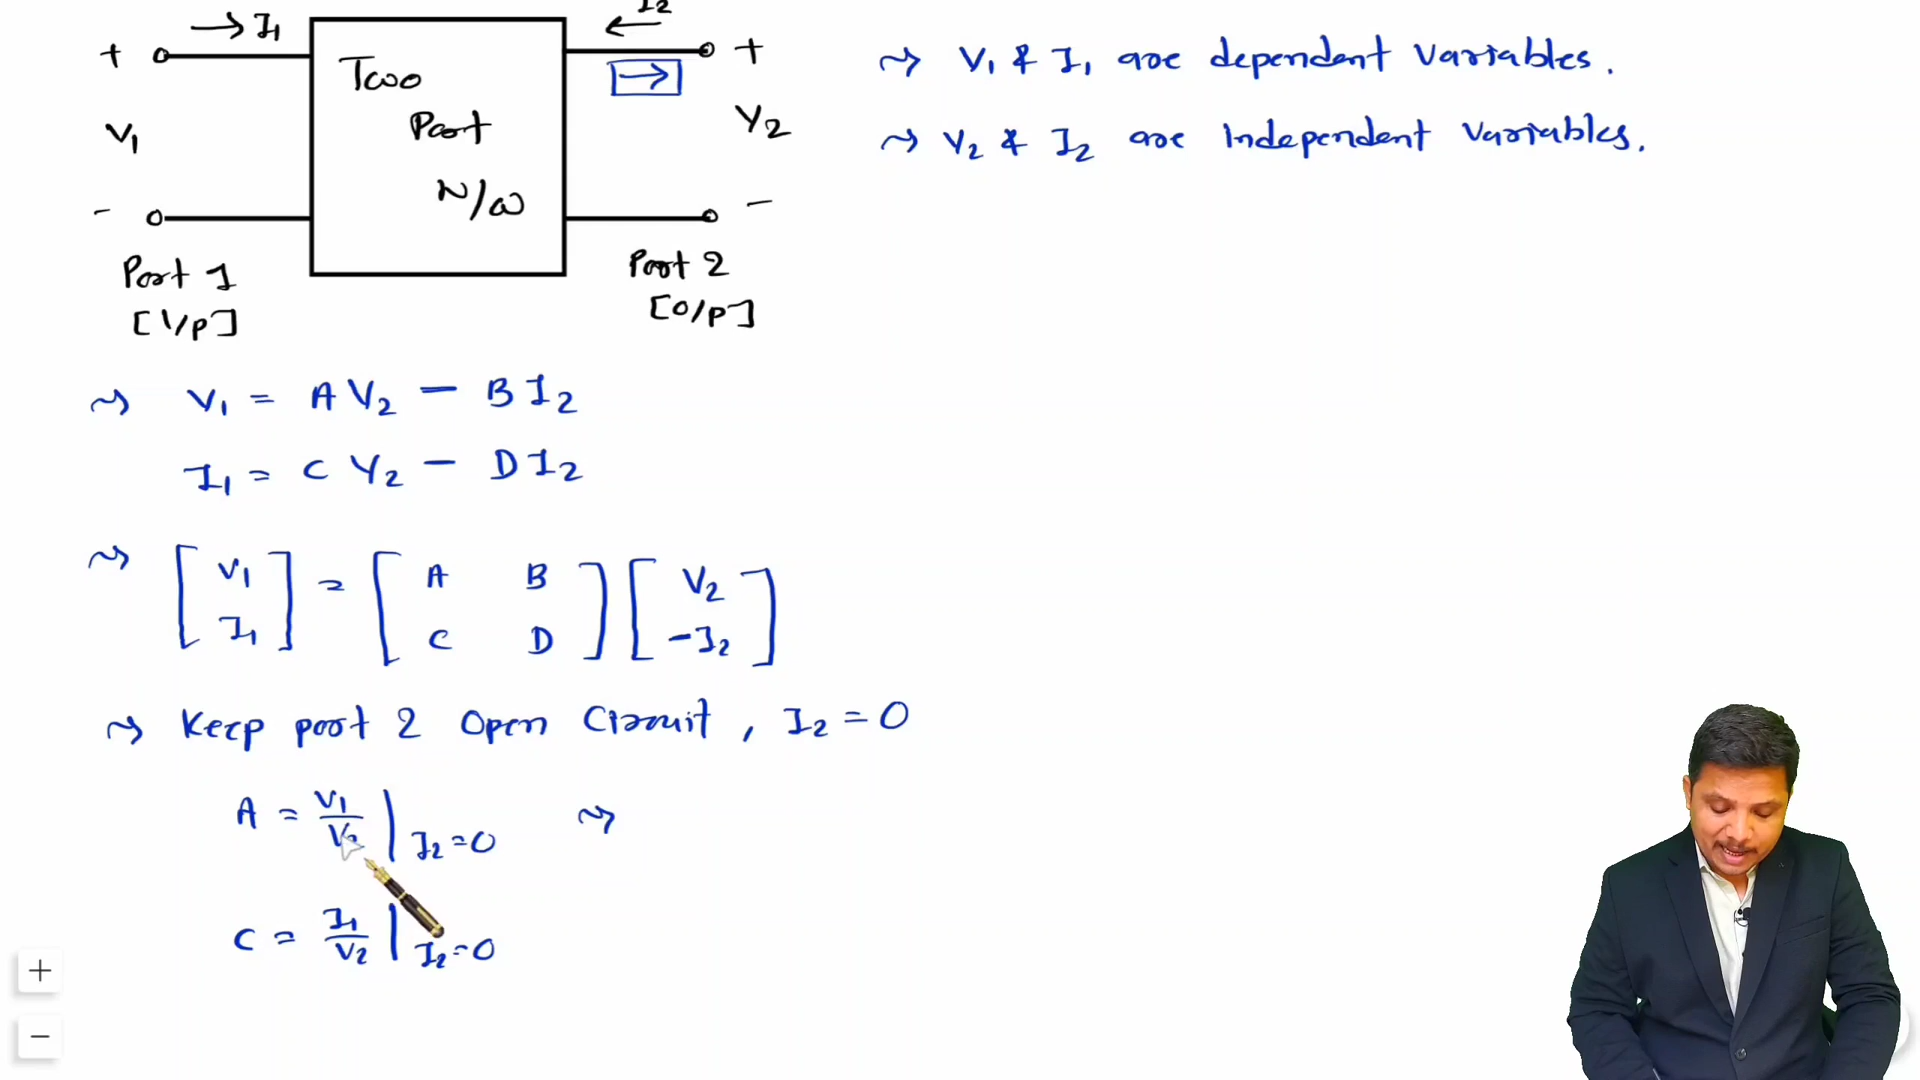 → I1
← I2
+ +
→
Two
Port
N/w
V1 V2
- -
Port 1
[I/p]
Port 2
[O/p]
⇝ V1 & I1 are dependent Variables.
⇝ V2 & I2 are Independent Variables.
⇝ V1 = A V2 - B I2
I1 = C V2 - D I2
⇝ [V1 I1] = [A B C D] [V2 -I2]
⇝ Keep port 2 Open Circuit, I2 = 0
A = V1/V2 | I2=0 ⇝
C = I1/V2 | I2=0
+
−